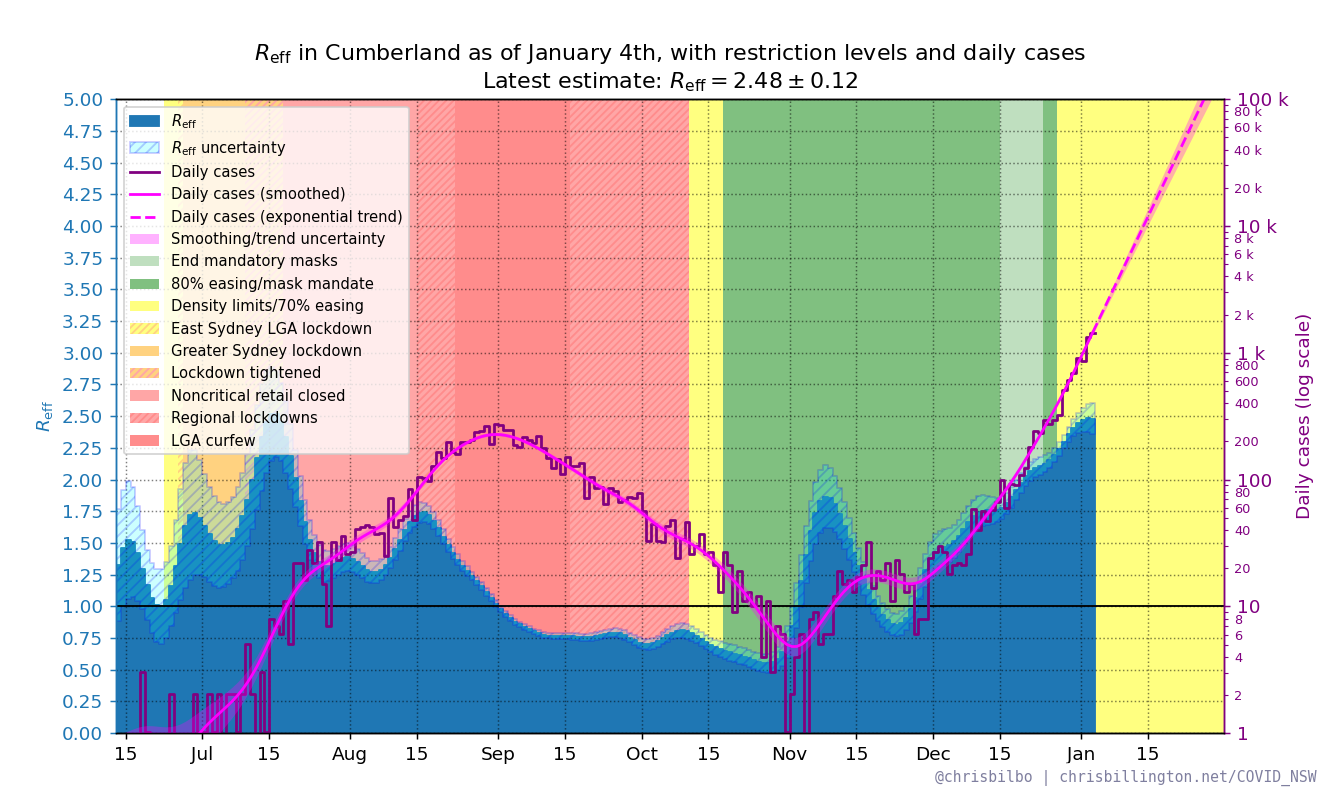 R_eff in Cumberland as of January 4th, with restriction levels and daily cases
Latest estimate: R_eff = 2.48 ± 0.12
5.00
4.75
4.50
4.25
4.00
3.75
3.50
3.25
3.00
2.75
2.50
2.25
2.00
1.75
1.50
1.25
1.00
0.75
0.50
0.25
0.00
R_eff
R_eff
R_eff uncertainty
Daily cases
Daily cases (smoothed)
Daily cases (exponential trend)
Smoothing/trend uncertainty
End mandatory masks
80% easing/mask mandate
Density limits/70% easing
East Sydney LGA lockdown
Greater Sydney lockdown
Lockdown tightened
Noncritical retail closed
Regional lockdowns
LGA curfew
100 k
80 k
60 k
40 k
20 k
10 k
8 k
6 k
4 k
2 k
1 k
800
600
400
200
100
80
60
40
20
10
8
6
4
2
1
Daily cases (log scale)
15 Jul 15 Aug 15 Sep 15 Oct 15 Nov 15 Dec 15 Jan 15
@chrisbilbo | chrisbillington.net/COVID_NSW